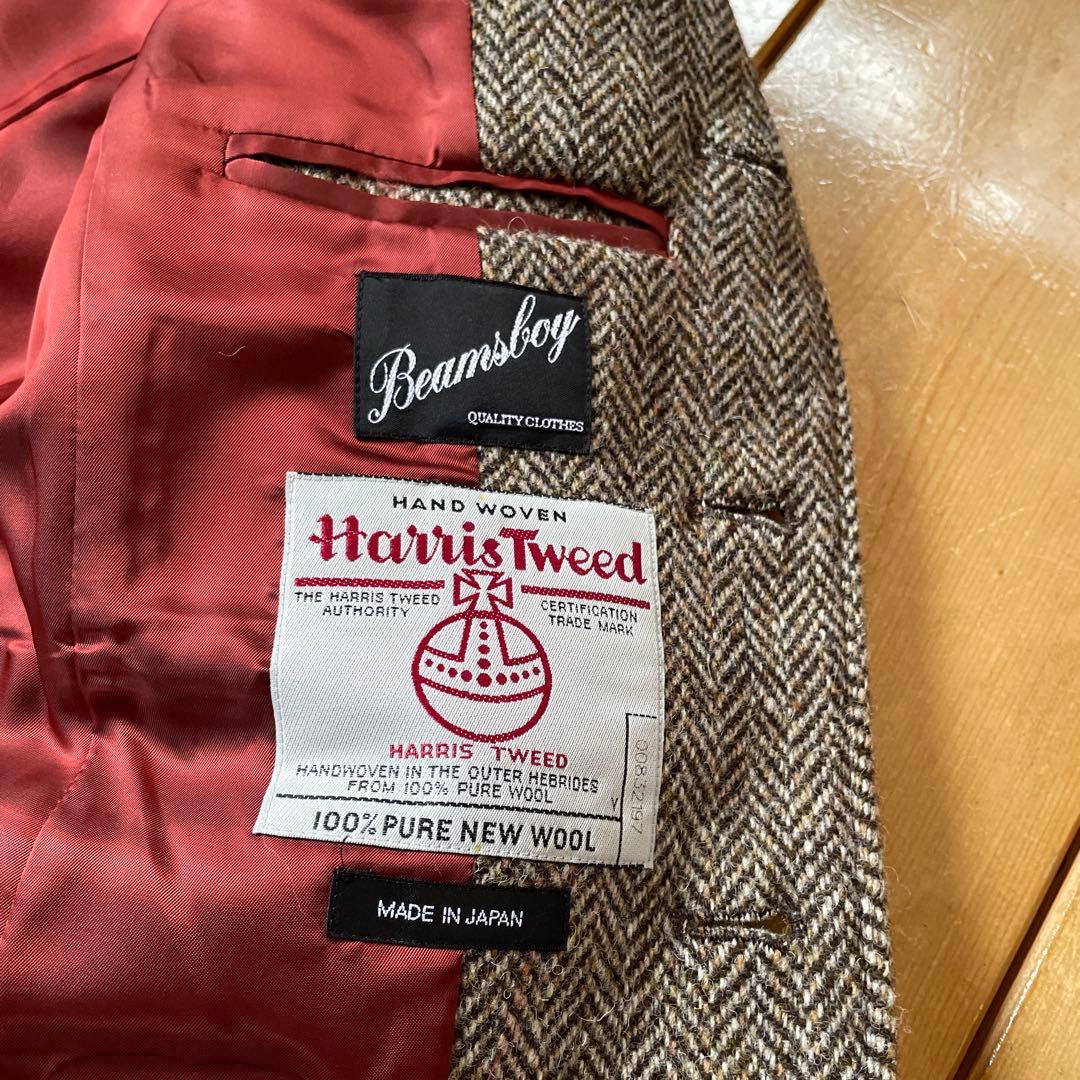 Beamsboy
QUALITY CLOTHES
HAND WOVEN
Harris Tweed
THE HARRIS TWEED
AUTHORITY
CERTIFICATION
TRADE MARK
HARRIS TWEED
HANDWOVEN IN THE OUTER HEBRIDES
FROM 100% PURE WOOL
100% PURE NEW WOOL
Y
00832197
MADE IN JAPAN